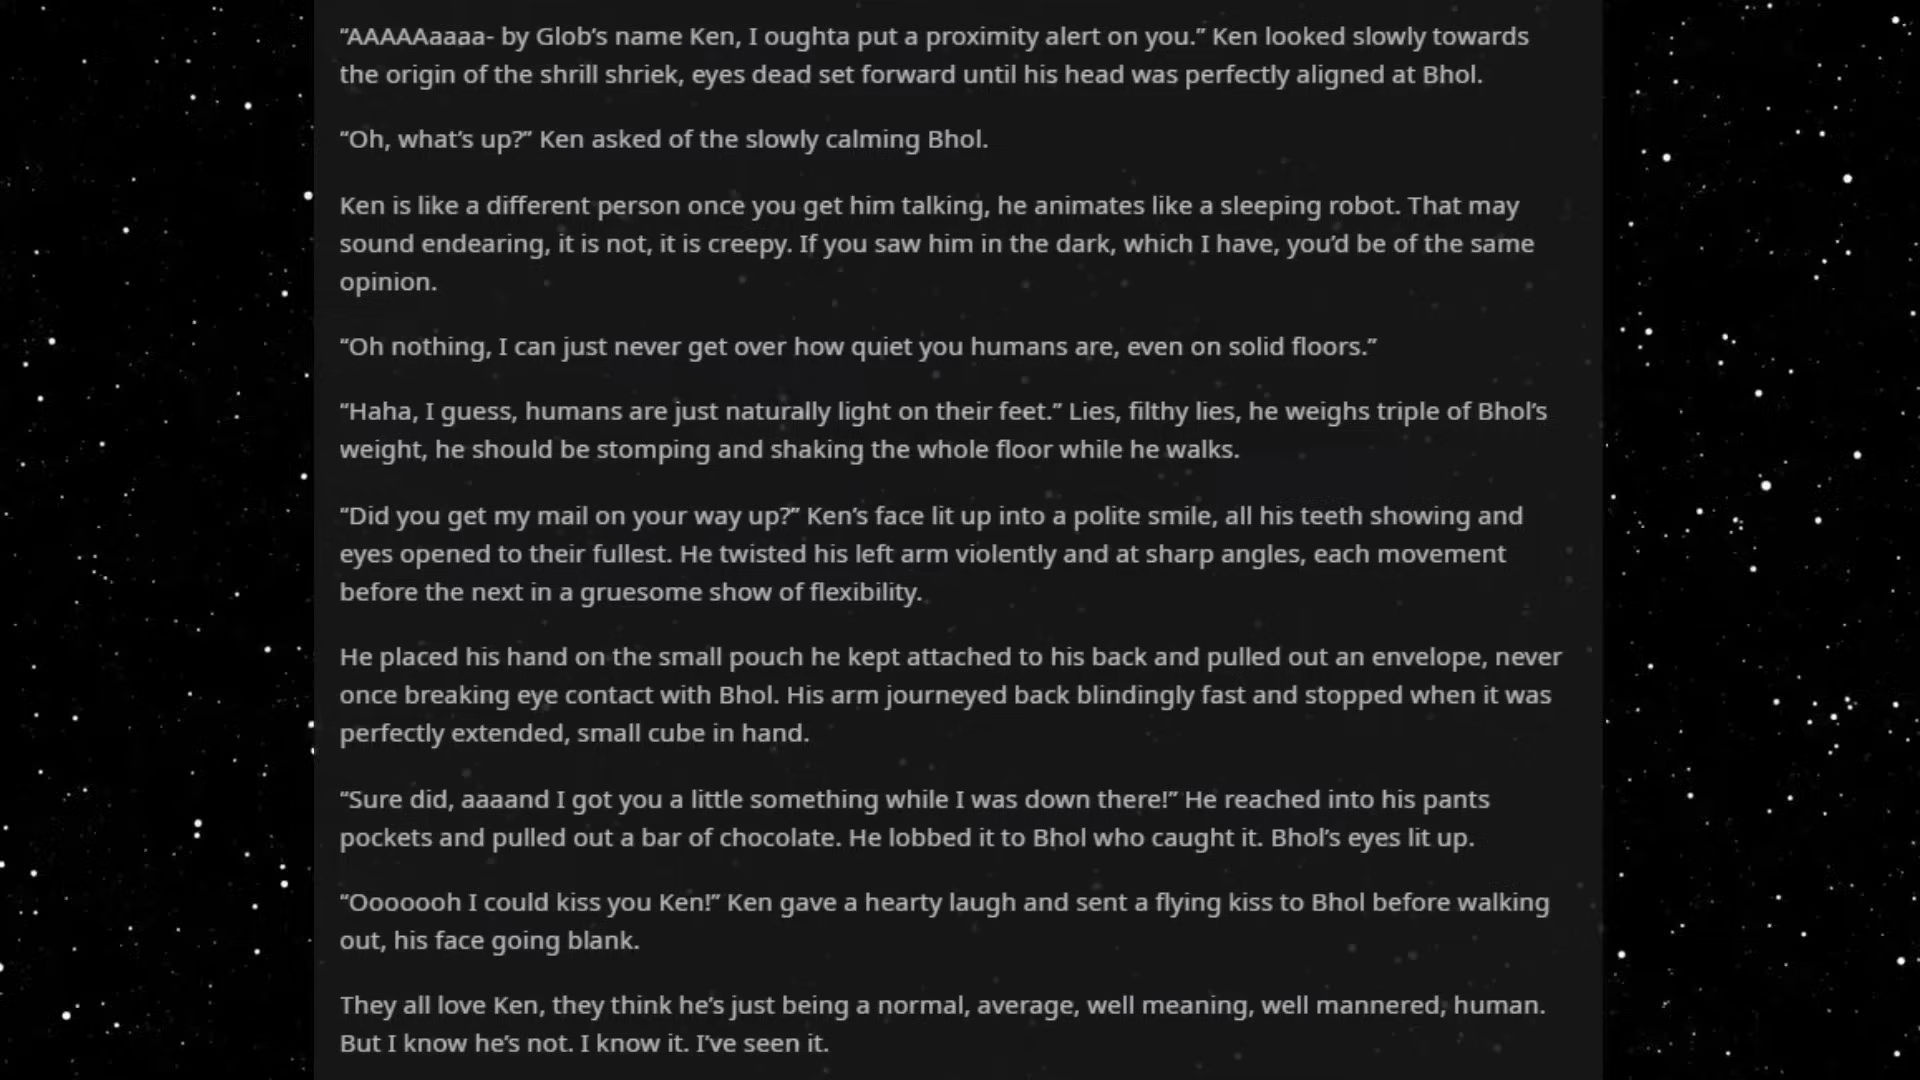 “AAAAAaaaa- by Glob’s name Ken, I oughta put a proximity alert on you.” Ken looked slowly towards
the origin of the shrill shriek, eyes dead set forward until his head was perfectly aligned at Bhol.
“Oh, what’s up?” Ken asked of the slowly calming Bhol.
Ken is like a different person once you get him talking, he animates like a sleeping robot. That may
sound endearing, it is not, it is creepy. If you saw him in the dark, which I have, you’d be of the same
opinion.
“Oh nothing, I can just never get over how quiet you humans are, even on solid floors.”
“Haha, I guess, humans are just naturally light on their feet.” Lies, filthy lies, he weighs triple of Bhol’s
weight, he should be stomping and shaking the whole floor while he walks.
“Did you get my mail on your way up?” Ken’s face lit up into a polite smile, all his teeth showing and
eyes opened to their fullest. He twisted his left arm violently and at sharp angles, each movement
before the next in a gruesome show of flexibility.
He placed his hand on the small pouch he kept attached to his back and pulled out an envelope, never
once breaking eye contact with Bhol. His arm journeyed back blindingly fast and stopped when it was
perfectly extended, small cube in hand.
“Sure did, aaaand I got you a little something while I was down there!” He reached into his pants
pockets and pulled out a bar of chocolate. He lobbed it to Bhol who caught it. Bhol’s eyes lit up.
“Ooooooh I could kiss you Ken!” Ken gave a hearty laugh and sent a flying kiss to Bhol before walking
out, his face going blank.
They all love Ken, they think he’s just being a normal, average, well meaning, well mannered, human.
But I know he’s not. I know it. I’ve seen it.